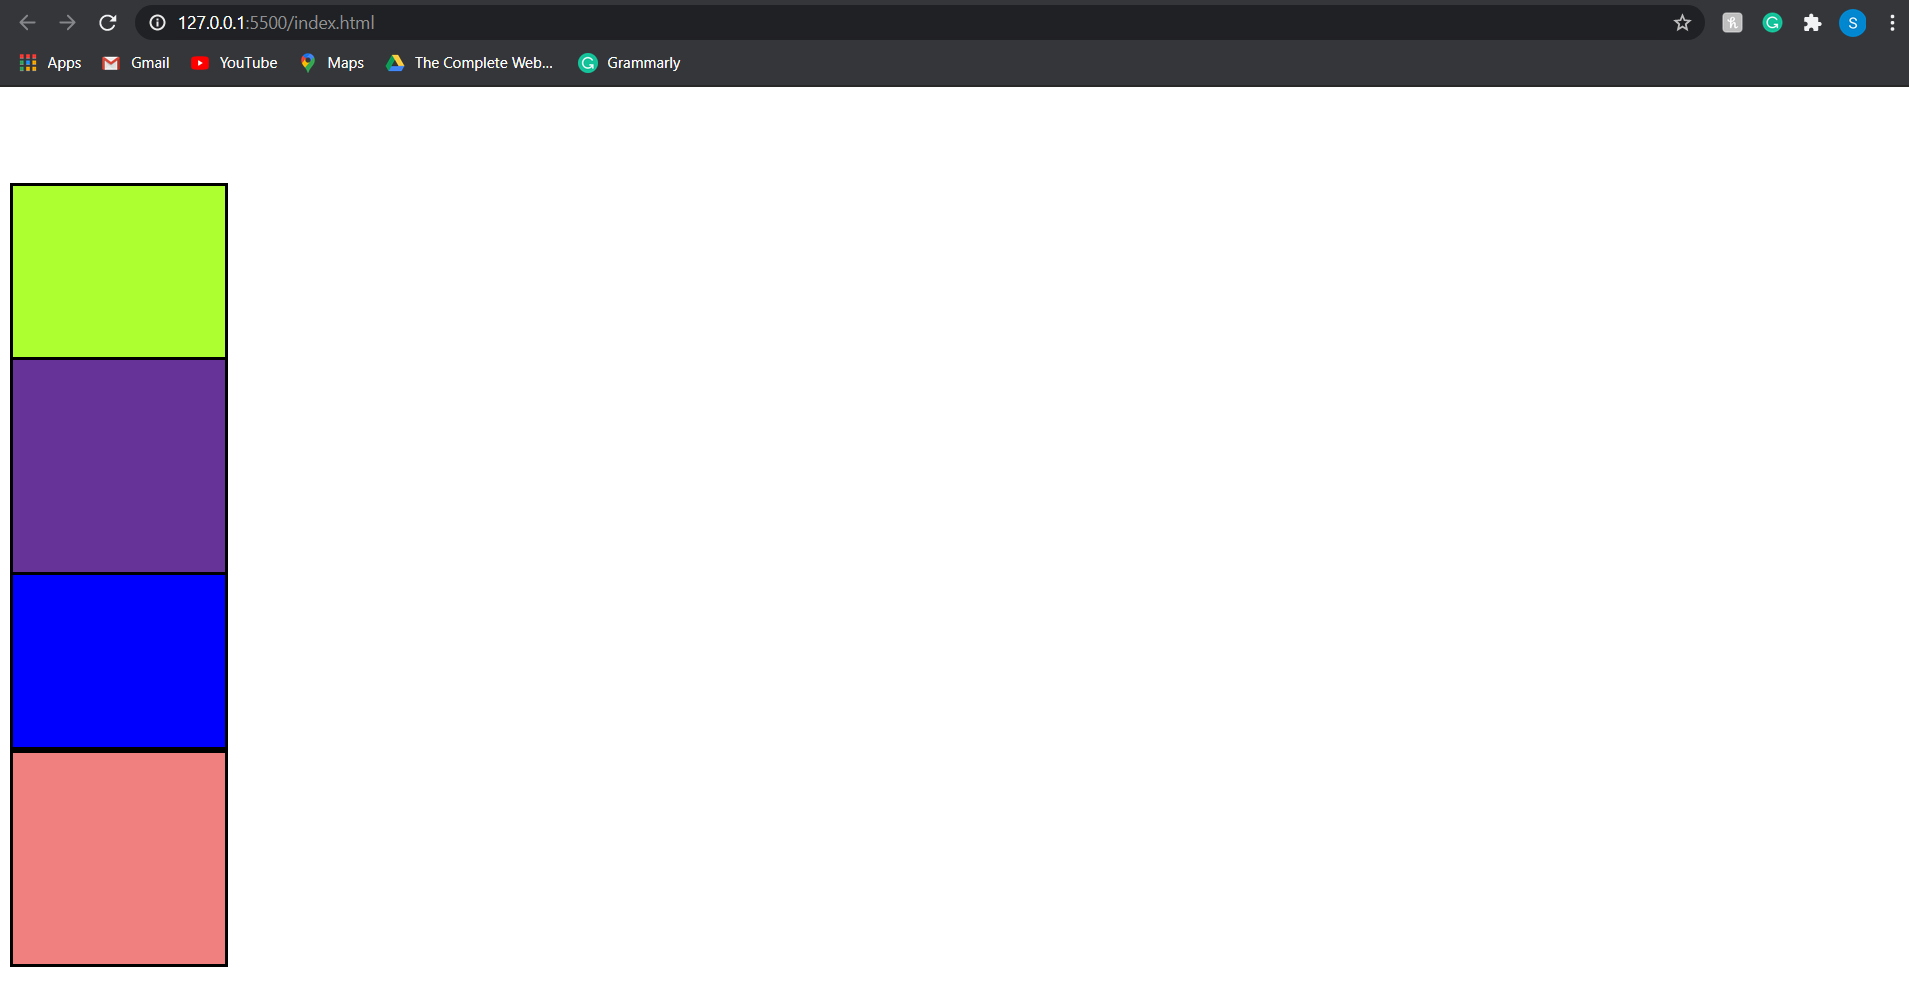 127.0.0.1:5500/index.html
S
Apps Gmail YouTube Maps The Complete Web... Grammarly